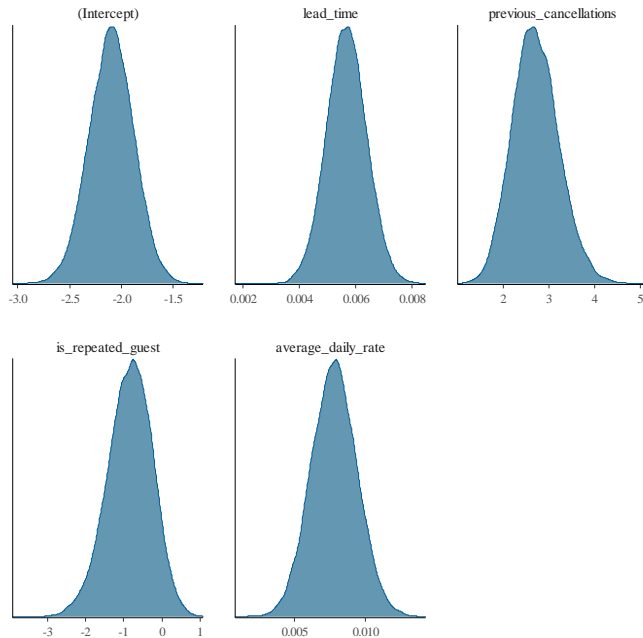 (Intercept) lead_time previous_cancellations
-3.0 -2.5 -2.0 -1.5 0.002 0.004 0.006 0.008 2 3 4 5
is_repeated_guest average_daily_rate
-3 -2 -1 0 1 0.005 0.010